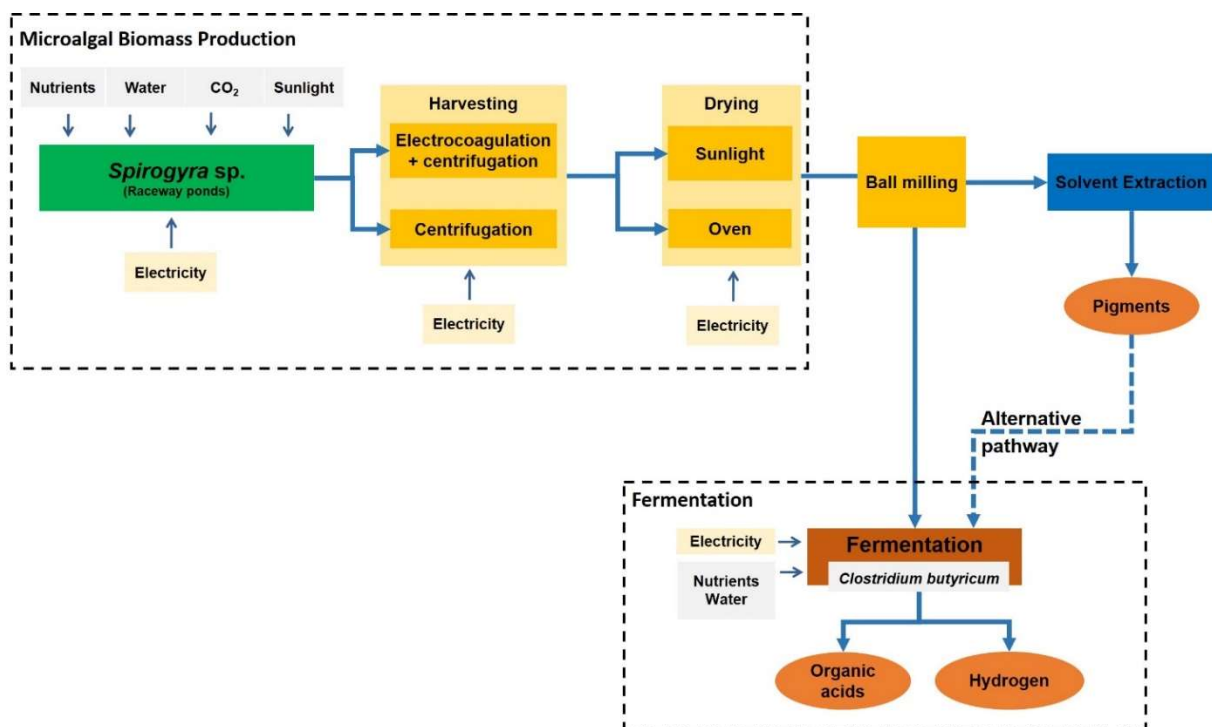 Microalgal Biomass Production
Nutrients
Water
CO₂
Sunlight
Spirogyra sp.
(Raceway ponds)
Electricity
Harvesting
Electrocoagulation
+ centrifugation
Centrifugation
Electricity
Drying
Sunlight
Oven
Electricity
Ball milling
Solvent Extraction
Pigments
Alternative
pathway
Fermentation
Electricity
Nutrients
Water
Fermentation
Clostridium butyricum
Organic
acids
Hydrogen